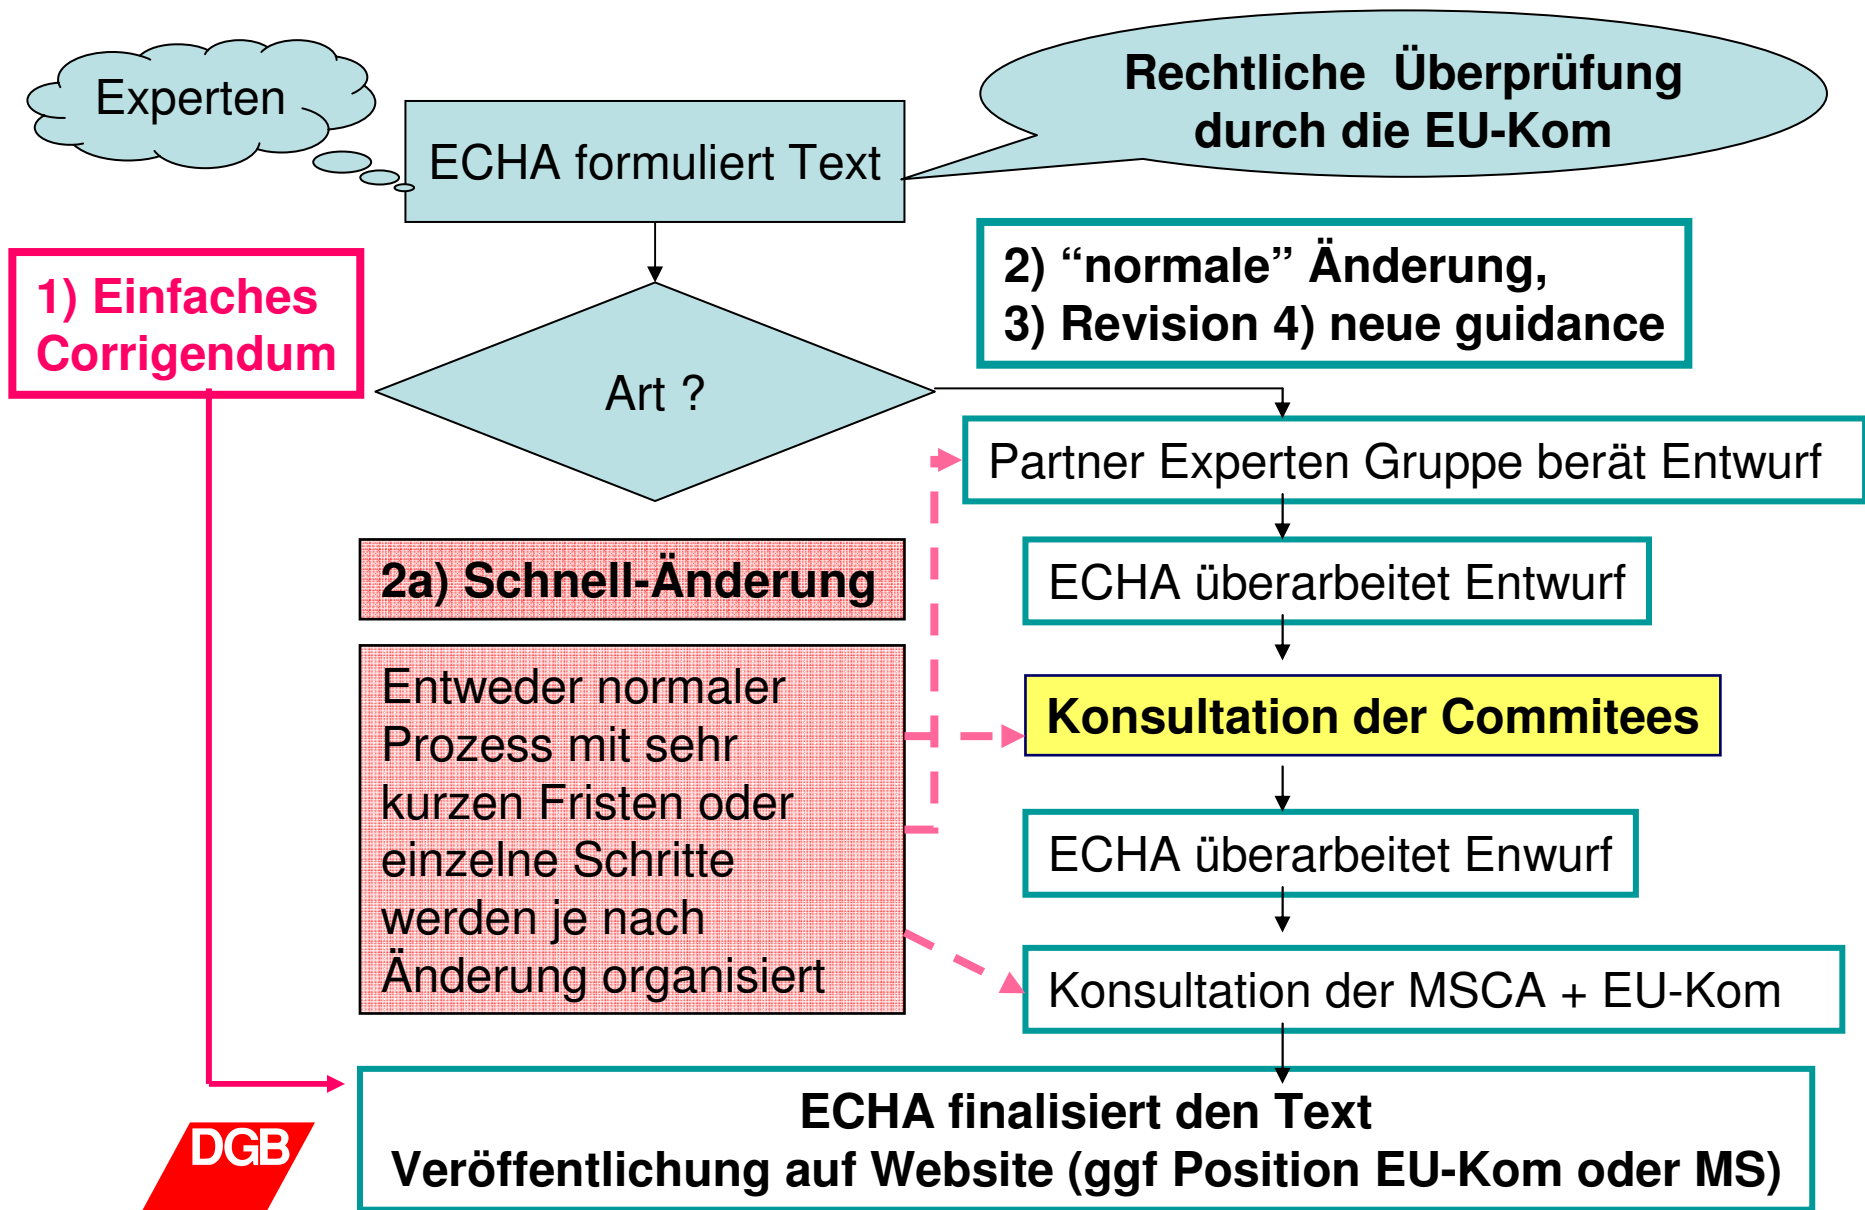 Experten
ECHA formuliert Text
Rechtliche Überprüfung
durch die EU-Kom
1) Einfaches
Corrigendum
2) “normale” Änderung,
3) Revision 4) neue guidance
Art ?
Partner Experten Gruppe berät Entwurf
2a) Schnell-Änderung
ECHA überarbeitet Entwurf
Entweder normaler
Prozess mit sehr
kurzen Fristen oder
einzelne Schritte
werden je nach
Änderung organisiert
Konsultation der Commitees
ECHA überarbeitet Enwurf
Konsultation der MSCA + EU-Kom
ECHA finalisiert den Text
Veröffentlichung auf Website (ggf Position EU-Kom oder MS)
DGB